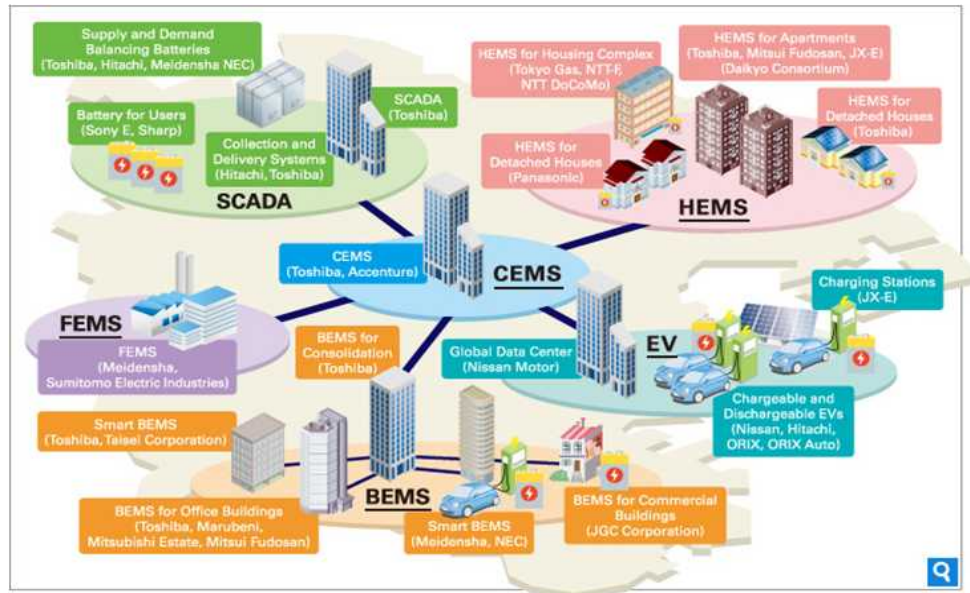 Supply and Demand
Balancing Batteries
(Toshiba, Hitachi, Meidensha NEC)
Battery for Users
(Sony E, Sharp)
Collection and
Delivery Systems
(Hitachi, Toshiba)
SCADA
(Toshiba)
SCADA
HEMS for Housing Complex
(Tokyo Gas, NTT-F,
NTT DoCoMo)
HEMS for Apartments
(Toshiba, Mitsui Fudosan, JX-E)
(Daikyo Consortium)
HEMS for
Detached Houses
(Toshiba)
HEMS for
Detached Houses
(Panasonic)
HEMS
CEMS
(Toshiba, Accenture)
CEMS
FEMS
FEMS
(Meidensha,
Sumitomo Electric Industries)
BEMS for
Consolidation
(Toshiba)
Global Data Center
(Nissan Motor)
Charging Stations
(JX-E)
EV
Chargeable and
Dischargeable EVs
(Nissan, Hitachi,
ORIX, ORIX Auto)
Smart BEMS
(Toshiba, Taisei Corporation)
BEMS
BEMS for Office Buildings
(Toshiba, Marubeni,
Mitsubishi Estate, Mitsui Fudosan)
Smart BEMS
(Meidensha, NEC)
BEMS for Commercial
Buildings
(JGC Corporation)